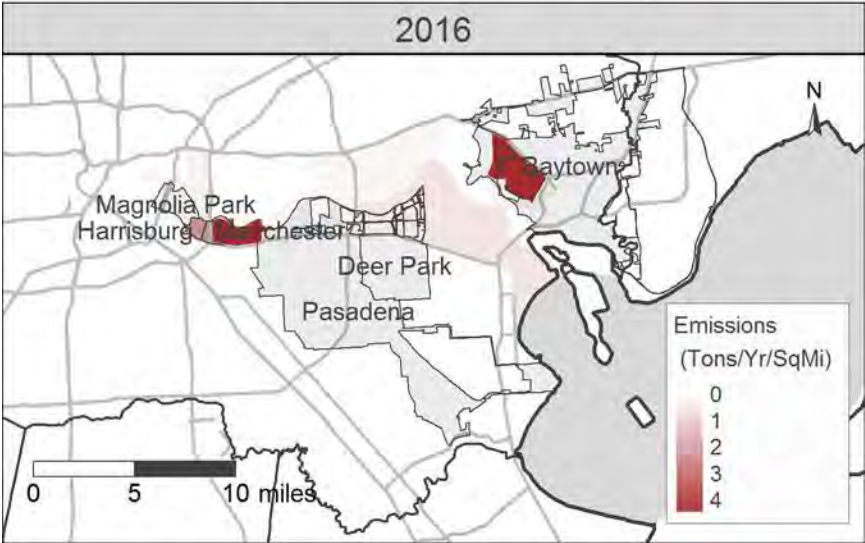 2016
N
Baytown
Magnolia Park
Harrisburg / Manchester
Deer Park
Pasadena
Emissions
(Tons/Yr/SqMi)
0
1
2
3
4
0 5 10 miles